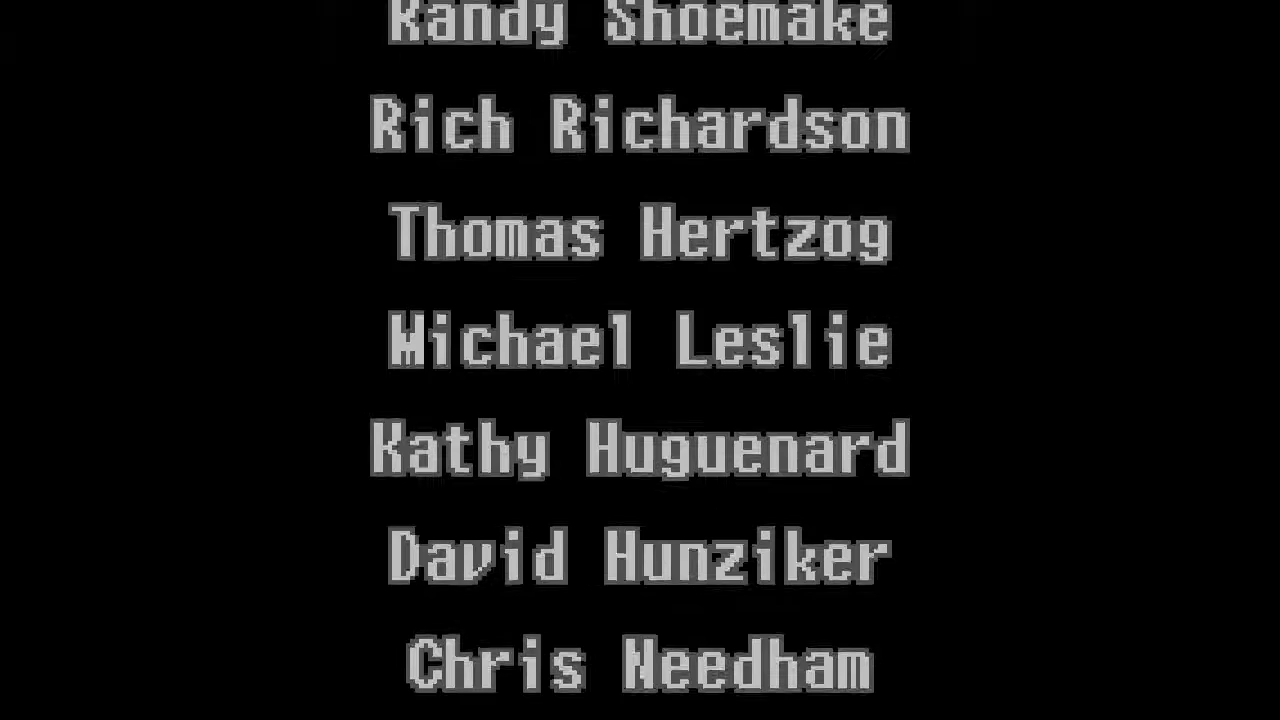 Randy Shoemake
Rich Richardson
Thomas Hertzog
Michael Leslie
Kathy Huguenard
David Hunziker
Chris Needham